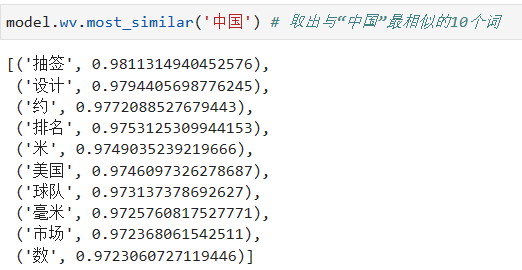 model.wv.most_similar('中国') # 取出与“中国”最相似的10个词
[('抽签', 0.9811314940452576),
('设计', 0.9794405698776245),
('约', 0.9772088527679443),
('排名', 0.9753125309944153),
('米', 0.9749035239219666),
('美国', 0.9746097326278687),
('球队', 0.973137378692627),
('毫米', 0.9725760817527771),
('市场', 0.972368061542511),
('数', 0.9723060727119446)]